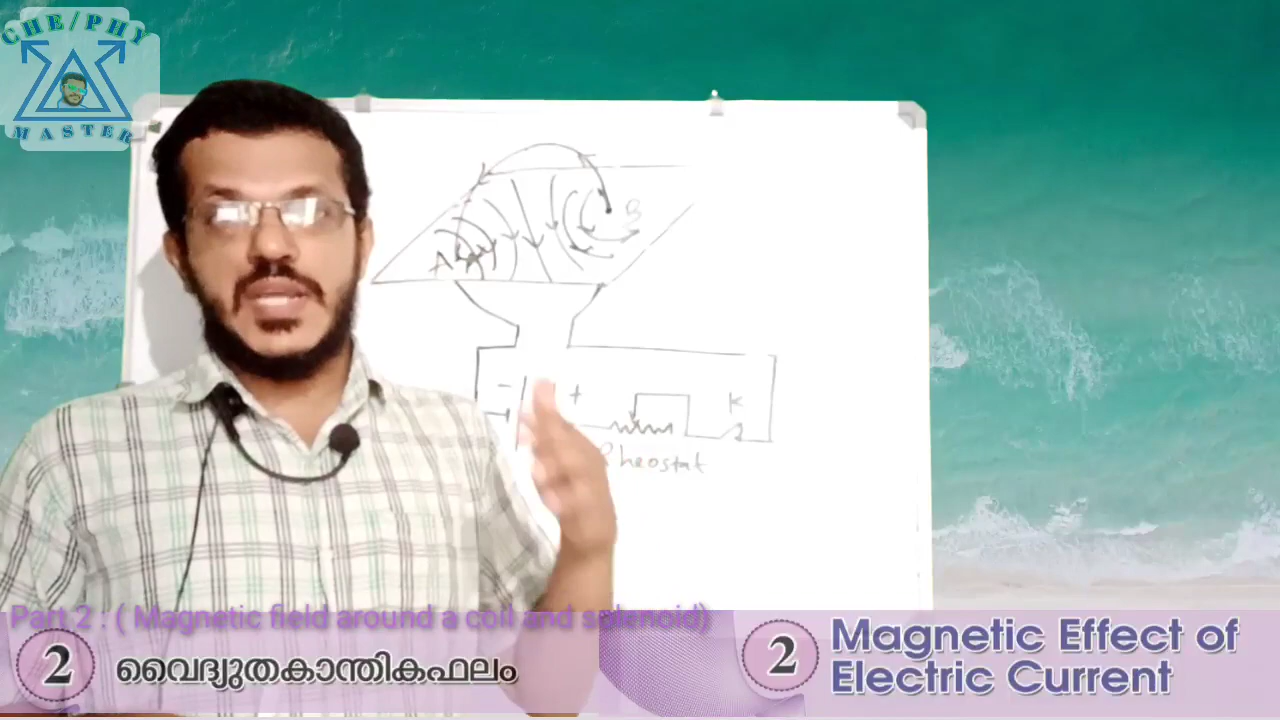 CHE/PHY
MASTER
B
A
- +
K
Rheostat
Part 2 : ( Magnetic field around a coil and solenoid)
2 വൈദ്യുതകാന്തികഫലം
2 Magnetic Effect of
Electric Current